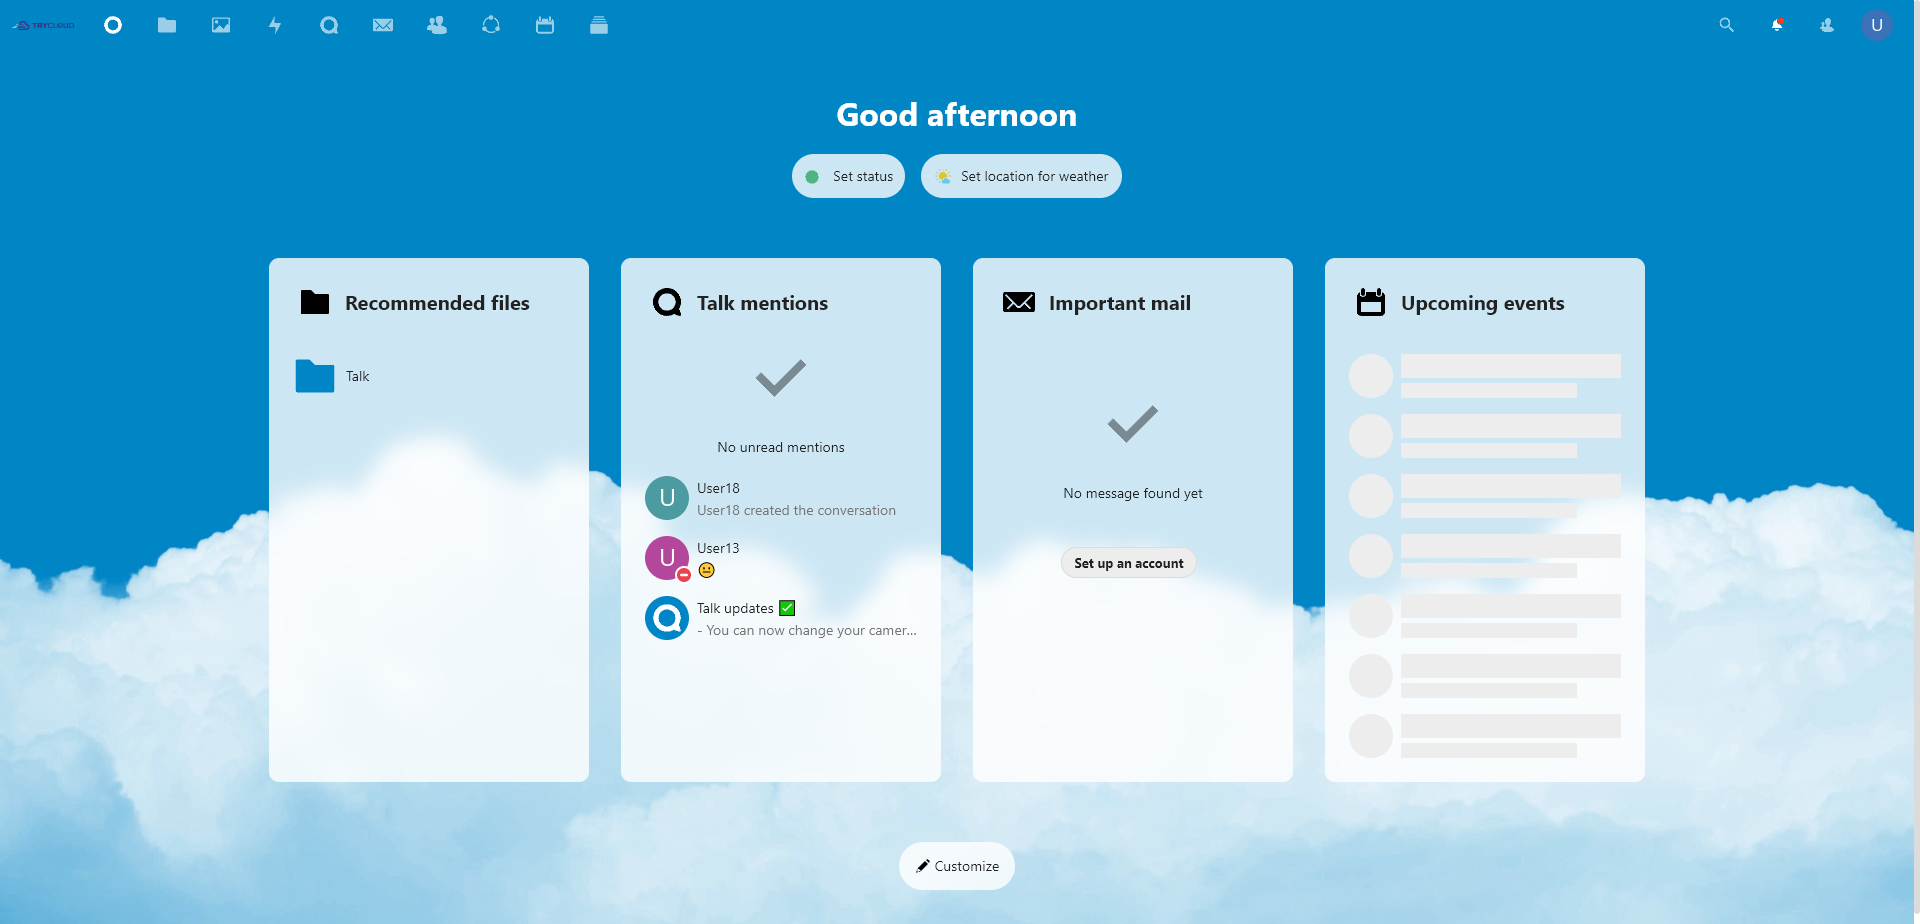 TRYCLOUD
U
Good afternoon
Set status
Set location for weather
Recommended files
Talk
Talk mentions
No unread mentions
U
User18
User18 created the conversation
U
User13
Talk updates ✅
- You can now change your camer...
Important mail
No message found yet
Set up an account
Upcoming events
Customize